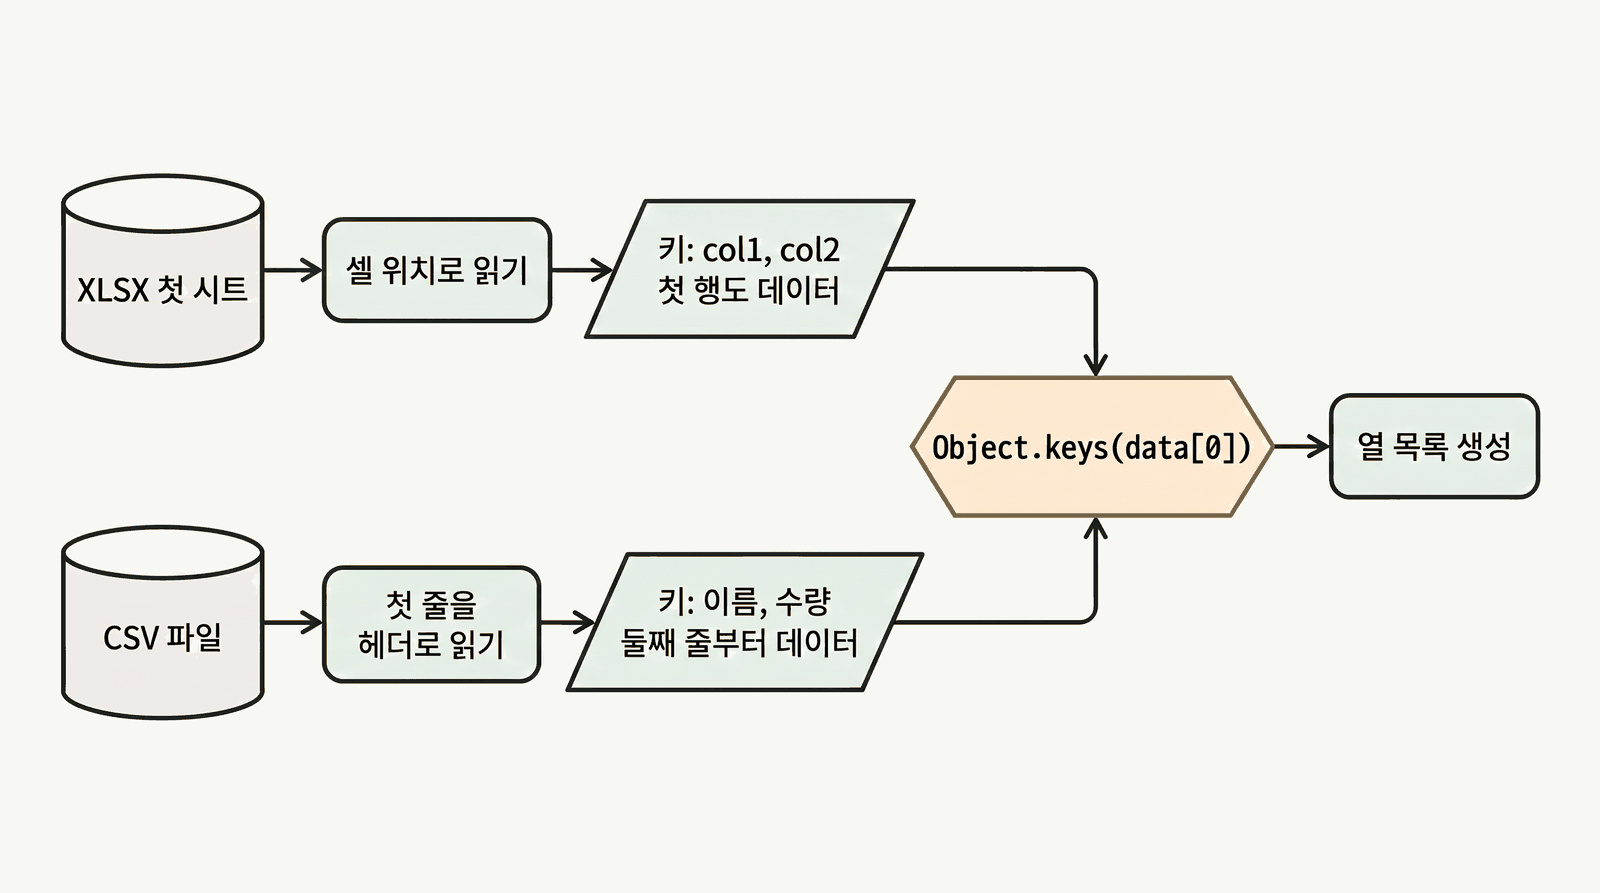 XLSX 첫 시트
셀 위치로 읽기
키: col1, col2
첫 행도 데이터
Object.keys(data[0])
열 목록 생성
CSV 파일
첫 줄을
헤더로 읽기
키: 이름, 수량
둘째 줄부터 데이터